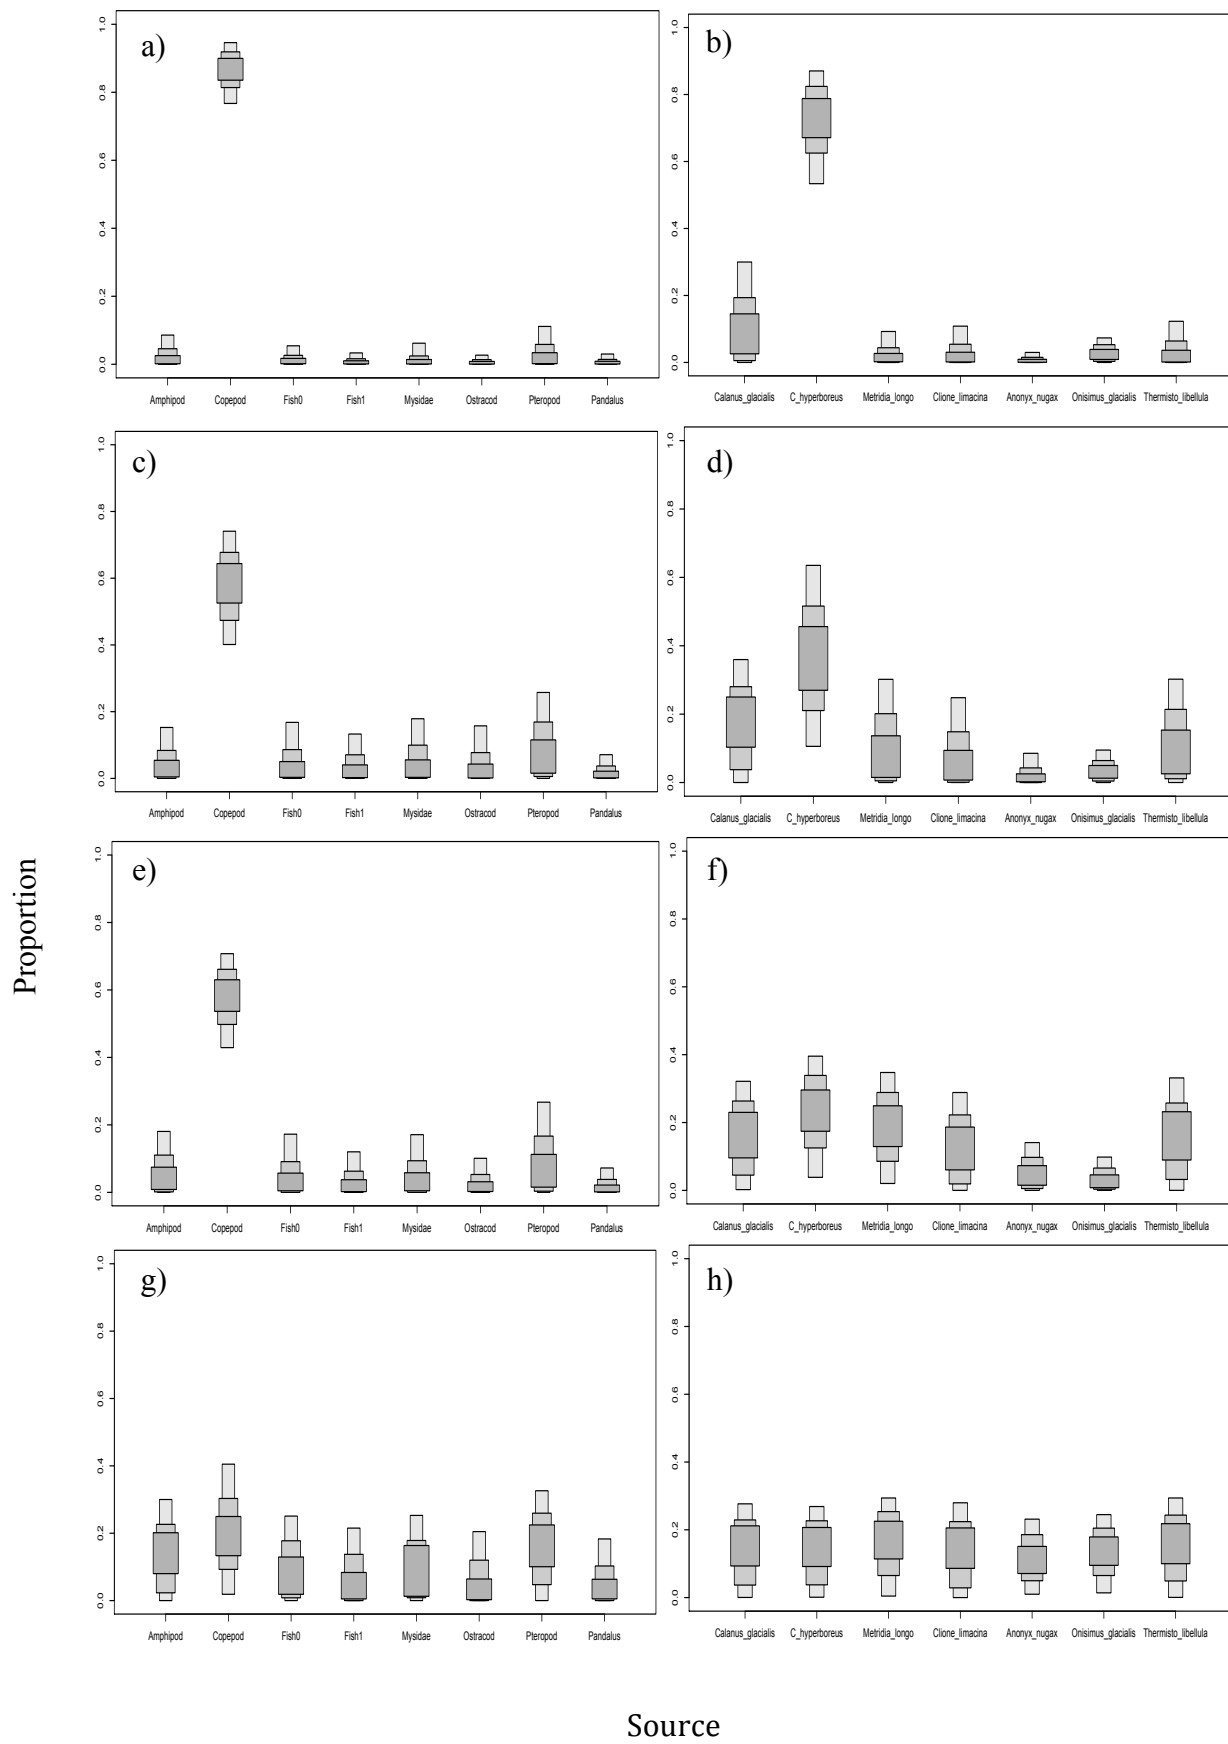 a)
1.0
0.8
0.6
0.4
0.2
0.0
Amphipod Copepod Fish0 Fish1 Mysidae Ostracod Pteropod Pandalus
b)
1.0
0.8
0.6
0.4
0.2
0.0
Calanus_glacialis C_hyperboreus Metridia_longo Clione_limacina Anonyx_nugax Onisimus_glacialis Thermisto_libellula
c)
1.0
0.8
0.6
0.4
0.2
0.0
Amphipod Copepod Fish0 Fish1 Mysidae Ostracod Pteropod Pandalus
d)
1.0
0.8
0.6
0.4
0.2
0.0
Calanus_glacialis C_hyperboreus Metridia_longo Clione_limacina Anonyx_nugax Onisimus_glacialis Thermisto_libellula
Proportion
e)
1.0
0.8
0.6
0.4
0.2
0.0
Amphipod Copepod Fish0 Fish1 Mysidae Ostracod Pteropod Pandalus
f)
1.0
0.8
0.6
0.4
0.2
0.0
Calanus_glacialis C_hyperboreus Metridia_longo Clione_limacina Anonyx_nugax Onisimus_glacialis Thermisto_libellula
g)
1.0
0.8
0.6
0.4
0.2
0.0
Amphipod Copepod Fish0 Fish1 Mysidae Ostracod Pteropod Pandalus
h)
1.0
0.8
0.6
0.4
0.2
0.0
Calanus_glacialis C_hyperboreus Metridia_longo Clione_limacina Anonyx_nugax Onisimus_glacialis Thermisto_libellula
Source